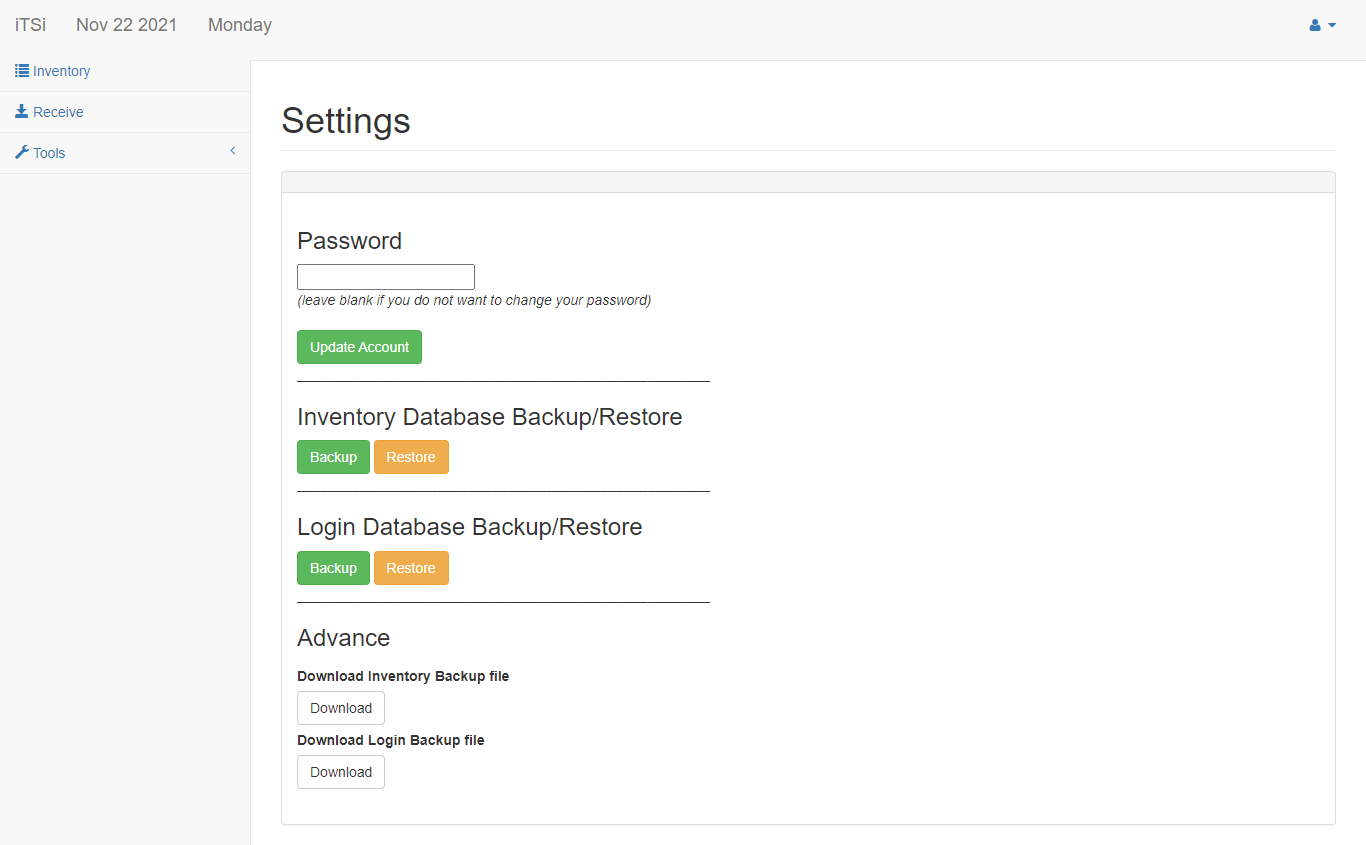 iTSi Nov 22 2021 Monday
Inventory
Receive
Tools
Settings
Password
(leave blank if you do not want to change your password)
Update Account
Inventory Database Backup/Restore
Backup Restore
Login Database Backup/Restore
Backup Restore
Advance
Download Inventory Backup file
Download
Download Login Backup file
Download